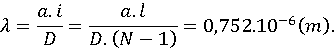 λ = a.i / D = a.l / D.(N − 1) = 0,752.10⁻⁶(m).